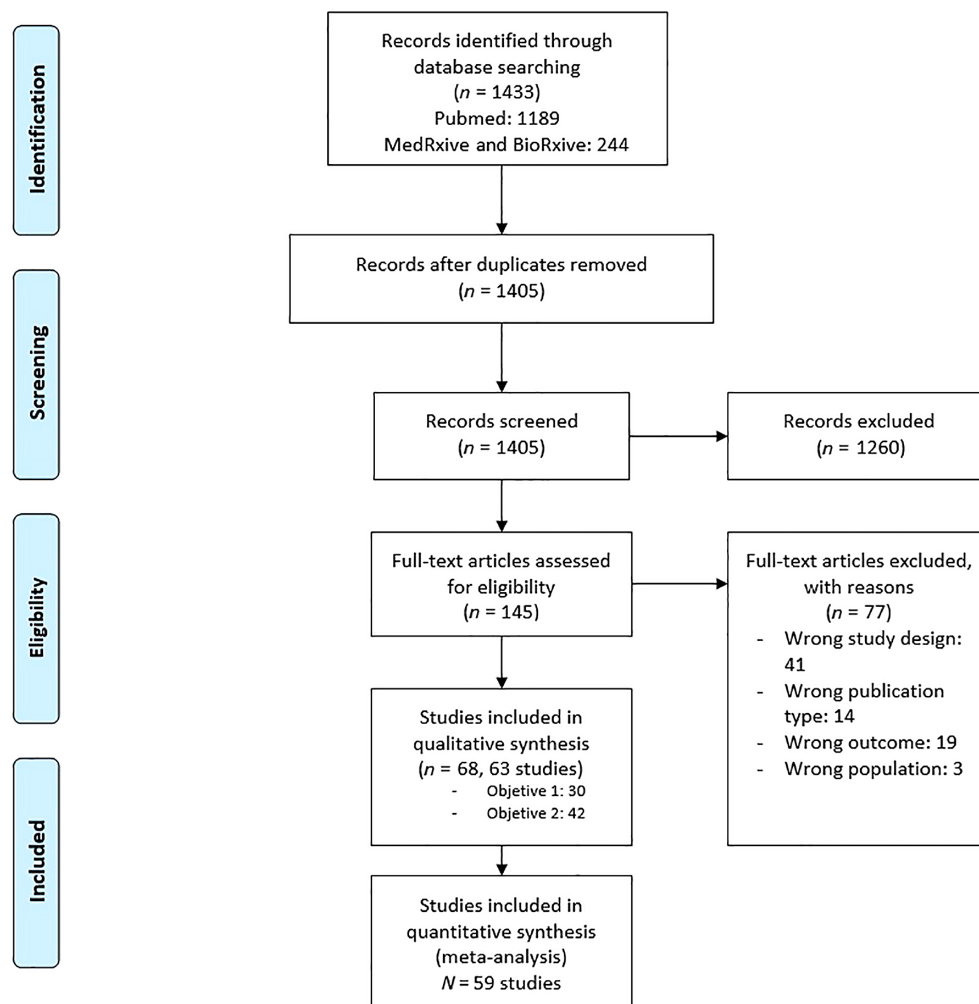 Identification
Records identified through
database searching
(n = 1433)
Pubmed: 1189
MedRxive and BioRxive: 244
Records after duplicates removed
(n = 1405)
Screening
Records screened
(n = 1405)
Records excluded
(n = 1260)
Eligibility
Full-text articles assessed
for eligibility
(n = 145)
Full-text articles excluded,
with reasons
(n = 77)
- Wrong study design:
41
- Wrong publication
type: 14
- Wrong outcome: 19
- Wrong population: 3
Studies included in
qualitative synthesis
(n = 68, 63 studies)
- Objetive 1: 30
- Objetive 2: 42
Included
Studies included in
quantitative synthesis
(meta-analysis)
N = 59 studies